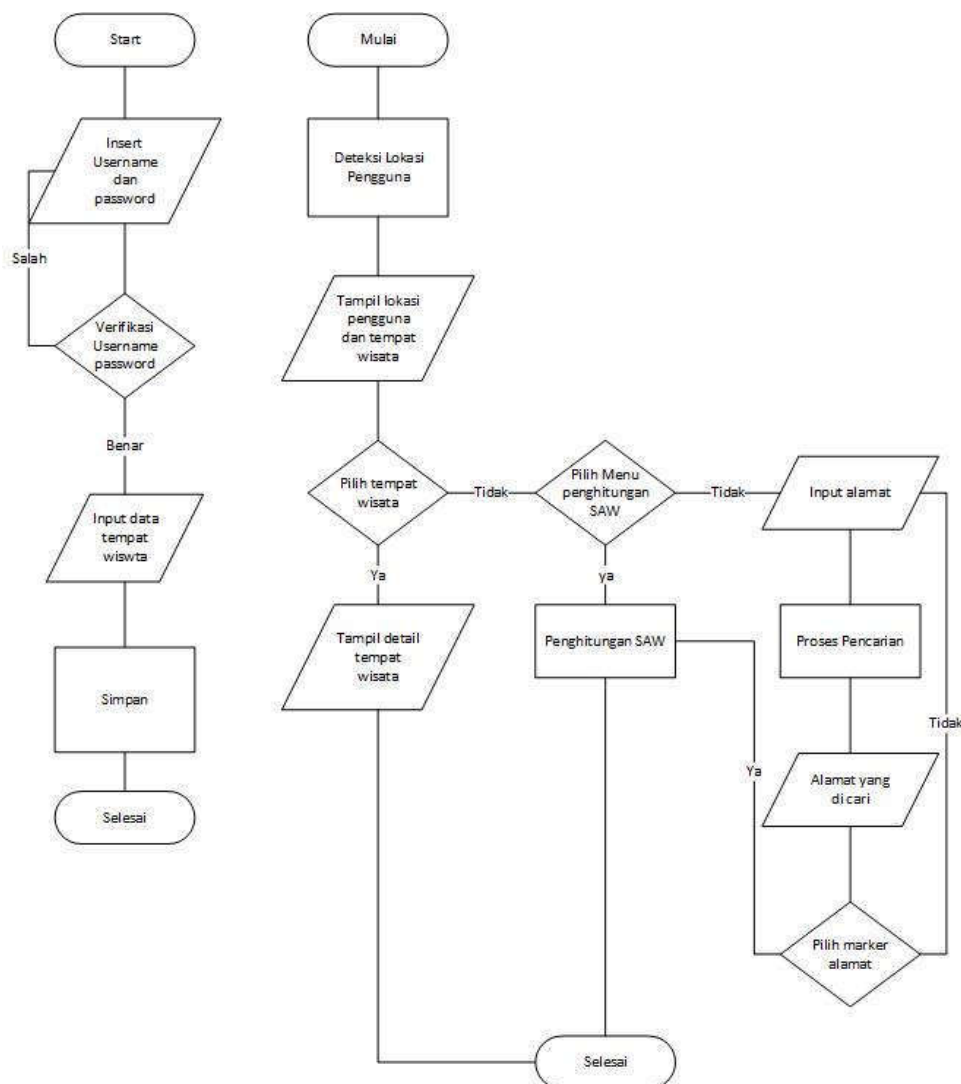 Start
Insert
Username
dan
password
Salah
Verifikasi
Username
password
Benar
Input data
tempat
wiswta
Simpan
Selesai
Mulai
Deteksi Lokasi
Pengguna
Tampil lokasi
pengguna
dan tempat
wisata
Pilih tempat
wisata
Tidak
Pilih Menu
penghitungan
SAW
Tidak
Input alamat
Ya
ya
Tampil detail
tempat
wisata
Penghitungan SAW
Proses Pencarian
Tidak
Ya
Alamat yang
di cari
Pilih marker
alamat
Selesai